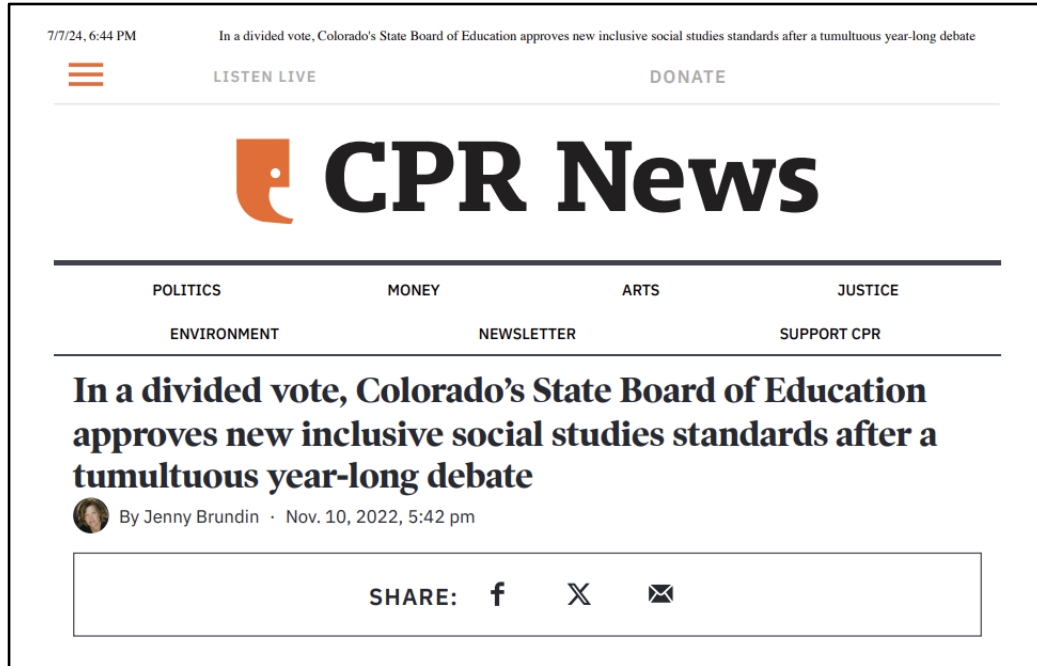 7/7/24, 6:44 PM In a divided vote, Colorado's State Board of Education approves new inclusive social studies standards after a tumultuous year-long debate
LISTEN LIVE DONATE
CPR News
POLITICS MONEY ARTS JUSTICE
ENVIRONMENT NEWSLETTER SUPPORT CPR
In a divided vote, Colorado’s State Board of Education
approves new inclusive social studies standards after a
tumultuous year-long debate
By Jenny Brundin · Nov. 10, 2022, 5:42 pm
SHARE: